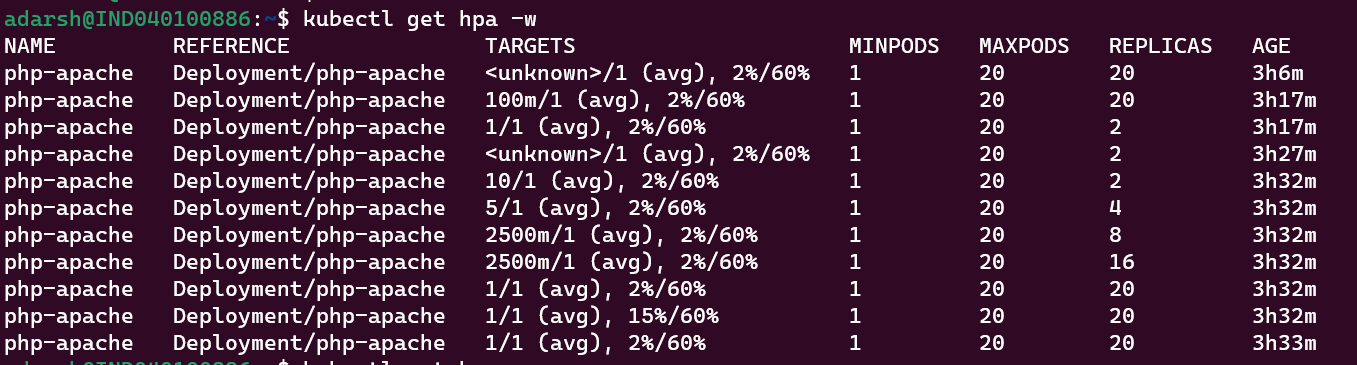 adarsh@IND040100886:~$ kubectl get hpa -w
NAME REFERENCE TARGETS MINPODS MAXPODS REPLICAS AGE
php-apache Deployment/php-apache <unknown>/1 (avg), 2%/60% 1 20 20 3h6m
php-apache Deployment/php-apache 100m/1 (avg), 2%/60% 1 20 20 3h17m
php-apache Deployment/php-apache 1/1 (avg), 2%/60% 1 20 2 3h17m
php-apache Deployment/php-apache <unknown>/1 (avg), 2%/60% 1 20 2 3h27m
php-apache Deployment/php-apache 10/1 (avg), 2%/60% 1 20 2 3h32m
php-apache Deployment/php-apache 5/1 (avg), 2%/60% 1 20 4 3h32m
php-apache Deployment/php-apache 2500m/1 (avg), 2%/60% 1 20 8 3h32m
php-apache Deployment/php-apache 2500m/1 (avg), 2%/60% 1 20 16 3h32m
php-apache Deployment/php-apache 1/1 (avg), 2%/60% 1 20 20 3h32m
php-apache Deployment/php-apache 1/1 (avg), 15%/60% 1 20 20 3h32m
php-apache Deployment/php-apache 1/1 (avg), 2%/60% 1 20 20 3h33m
adarsh@IND040100886:~$ kubectl